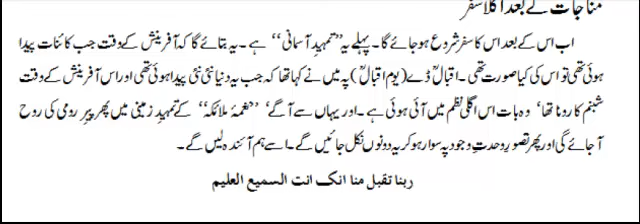 مناجات کے بعد اگلا سفر
اب اس کے بعد اس کا سفر شروع ہو جائے گا۔ پہلے یہ ’’تمہید آسمانی‘‘ ہے۔ یہ بتائے گا کہ آفرینش کے وقت جب کائنات پیدا
ہوئی تھی تو اس کی کیا صورت تھی۔ اقبالؒ ڈے (یوم اقبالؒ) پہ میں نے کہا تھا کہ جب یہ دنیا نئی نئی پیدا ہوئی تھی اور اس آفرینش کے وقت
شبنم کا رونا تھا‘ وہ بات اس اگلی نظم میں آئی ہوئی ہے۔ اور یہاں سے آگے‘ ’’نغمۂ ملائکہ‘‘ کے تمہید زمینی میں پھر پیر رومی کی روح
آ جائے گی اور پھر تصور وحدت وجود پہ سوار ہو کر یہ دونوں نکل جائیں گے۔ اسے ہم آئندہ لیں گے۔
ربنا تقبل منا انک انت السمیع العلیم